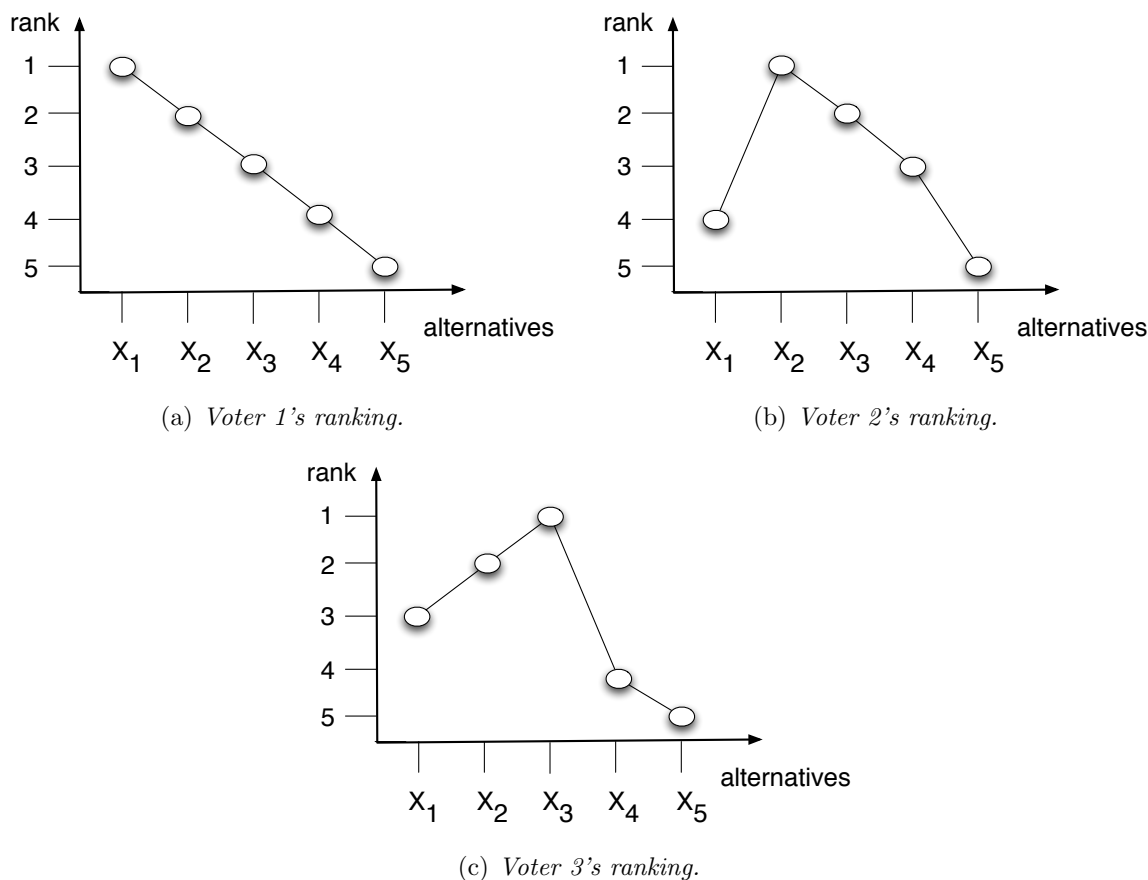 rank
1
2
3
4
5
alternatives
X1 X2 X3 X4 X5
(a) Voter 1's ranking.
rank
1
2
3
4
5
alternatives
X1 X2 X3 X4 X5
(b) Voter 2's ranking.
rank
1
2
3
4
5
alternatives
X1 X2 X3 X4 X5
(c) Voter 3's ranking.